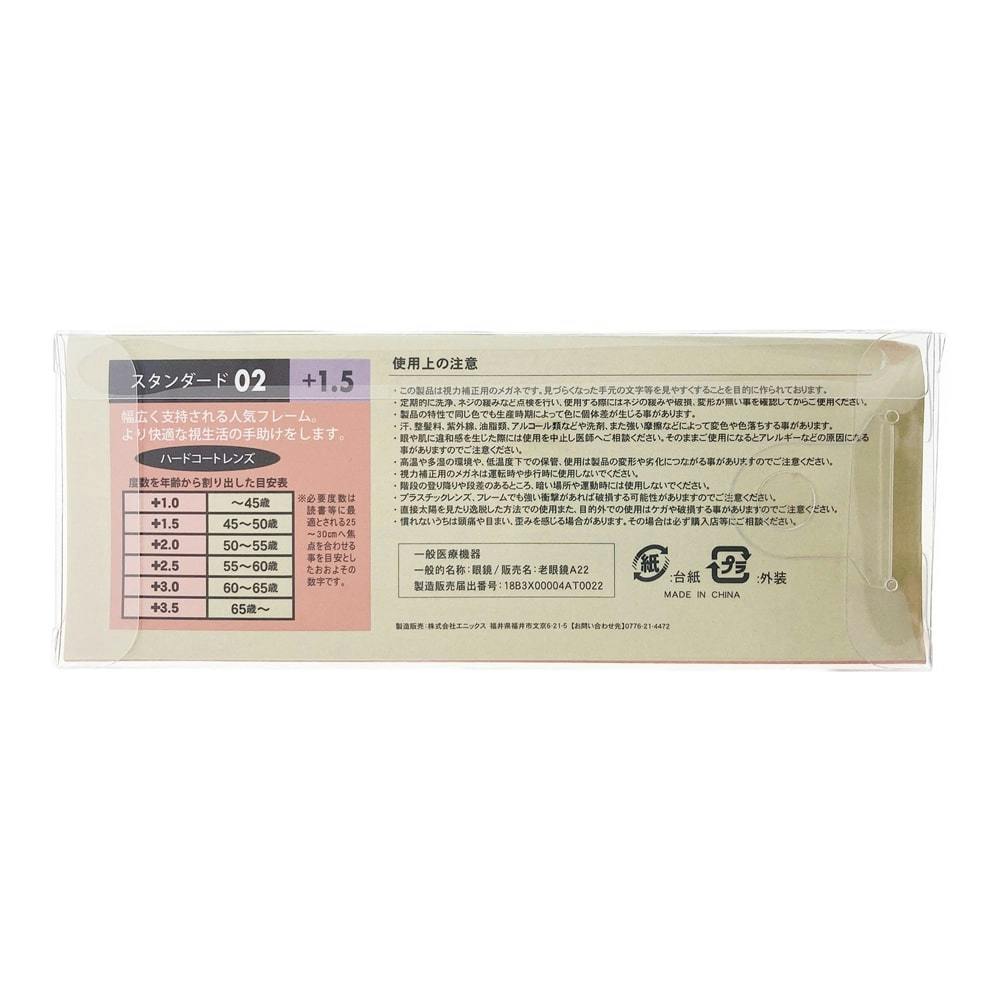 スタンダード 02 +1.5
幅広く支持される人気フレーム。
より快適な視生活の手助けをします。
ハードコートレンズ
度数を年齢から割り出した目安表
+1.0 ～45歳
+1.5 45～50歳
+2.0 50～55歳
+2.5 55～60歳
+3.0 60～65歳
+3.5 65歳～
※必要度数は
読書等に最
適とされる25
～30cmへ焦
点を合わせる
事を目安とし
たおおよその
数字です。
使用上の注意
・この製品は視力補正用のメガネです。見づらくなった手元の文字等を見やすくすることを目的に作られております。
・定期的に洗浄、ネジの緩みなど点検を行い、使用する際にはネジの緩みや破損、変形が無い事を確認してからご使用ください。
・製品の特性で同じ色でも生産時期によって色に個体差が生じる事があります。
・汗、整髪料、紫外線、油脂類、アルコール類などや洗剤、また強い摩擦などによって変色や色落ちする事があります。
・眼や肌に違和感を生じた際には使用を中止し医師へご相談ください。そのままご使用になるとアレルギーなどの原因になる
事がありますのでご注意ください。
・高温や多湿の環境や、低温度下での保管、使用は製品の変形や劣化につながる事がありますのでご注意ください。
・視力補正用のメガネは運転時や歩行時に使用しないでください。
・階段の登り降りや段差のあるところ、暗い場所や運動時には使用しないでください。
・プラスチックレンズ、フレームでも強い衝撃があれば破損する可能性がありますのでご注意ください。
・直接太陽を見たり逸脱した方法での使用また、目的外での使用はケガや破損する事がありますのでご注意ください。
・慣れないうちは頭痛や目まい、歪みを感じる場合があります。その場合は必ず購入店等にご相談ください。
一般医療機器
一般的名称:眼鏡/販売名:老眼鏡A22
製造販売届出番号:18B3X00004AT0022
紙 :台紙 プラ :外装
MADE IN CHINA
製造販売:株式会社エニックス 福井県福井市文京6-21-5【お問い合わせ先】0776-21-4472